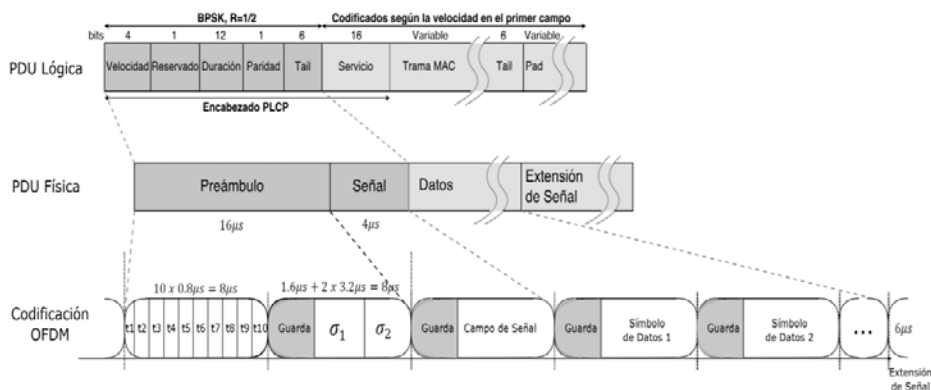 BPSK, R=1/2
Codificados según la velocidad en el primer campo
bits 4 1 12 1 6 16 Variable 6 Variable
PDU Lógica
Velocidad Reservado Duración Paridad Tail Servicio Trama MAC Tail Pad
Encabezado PLCP
PDU Física
Preámbulo Señal Datos Extensión
de Señal
16μs 4μs
10 x 0.8μs = 8μs
1.6μs + 2 x 3.2μs = 8μs
Codificación
OFDM
t1 t2 t3 t4 t5 t6 t7 t8 t9 t10
Guarda σ1 σ2
Guarda Campo de Señal
Guarda Símbolo
de Datos 1
Guarda Símbolo
de Datos 2
...
6μs
Extensión
de Señal